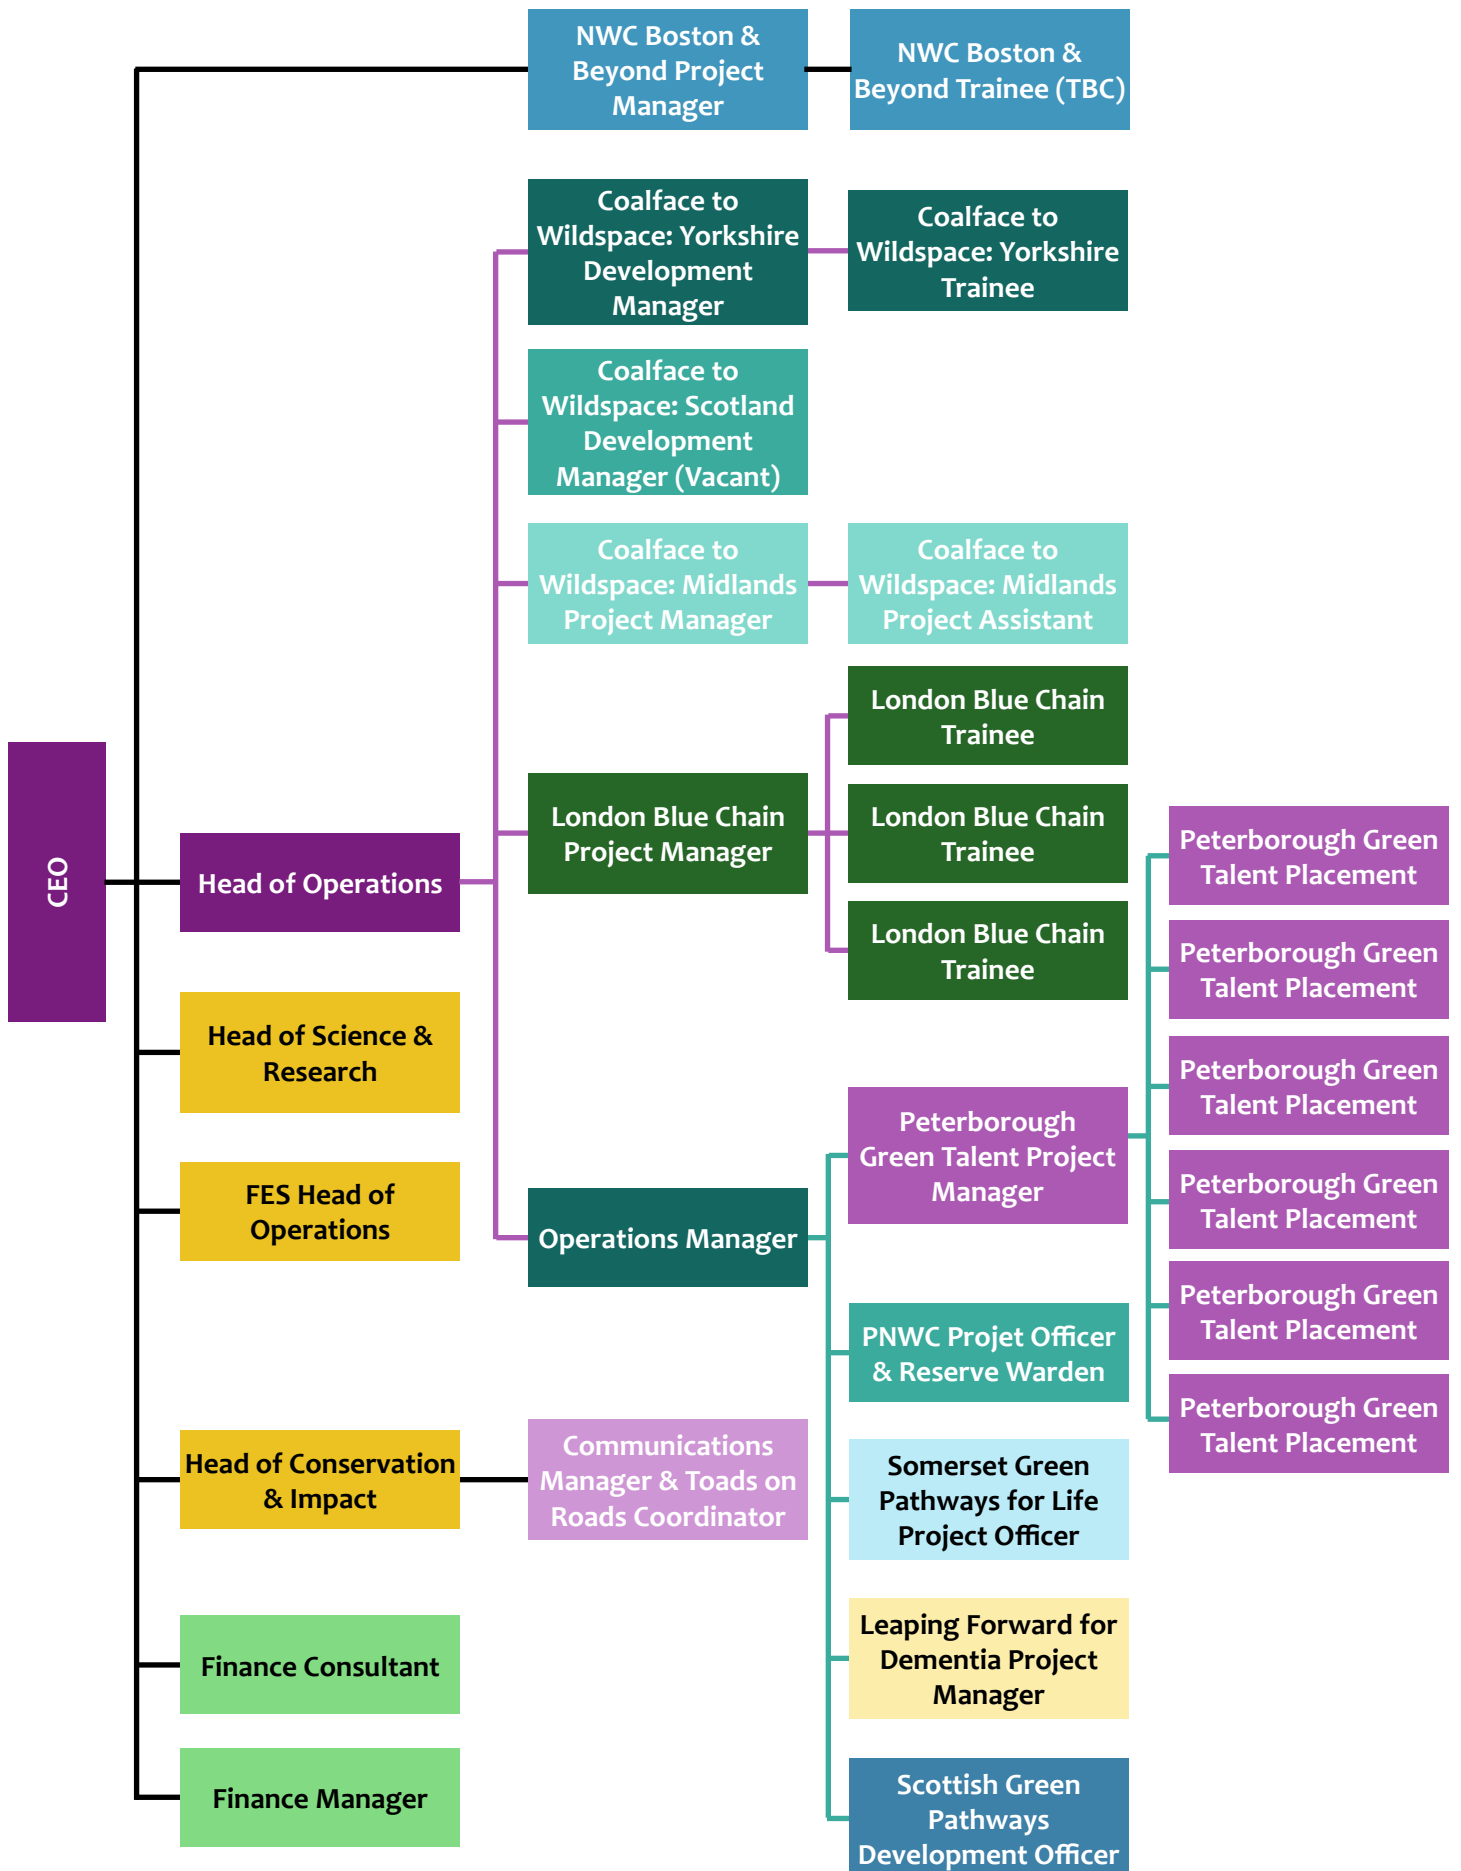 NWC Boston &
Beyond Project
Manager
NWC Boston &
Beyond Trainee (TBC)
Coalface to
Wildspace: Yorkshire
Development
Manager
Coalface to
Wildspace: Yorkshire
Trainee
Coalface to
Wildspace: Scotland
Development
Manager (Vacant)
Coalface to
Wildspace: Midlands
Project Manager
Coalface to
Wildspace: Midlands
Project Assistant
London Blue Chain
Trainee
CEO
Head of Operations
London Blue Chain
Project Manager
London Blue Chain
Trainee
London Blue Chain
Trainee
Peterborough Green
Talent Placement
Peterborough Green
Talent Placement
Peterborough Green
Talent Placement
Peterborough Green
Talent Placement
Peterborough Green
Talent Placement
Peterborough Green
Talent Placement
Head of Science &
Research
FES Head of
Operations
Operations Manager
Peterborough
Green Talent Project
Manager
PNWC Projet Officer
& Reserve Warden
Head of Conservation
& Impact
Communications
Manager & Toads on
Roads Coordinator
Somerset Green
Pathways for Life
Project Officer
Finance Consultant
Leaping Forward for
Dementia Project
Manager
Finance Manager
Scottish Green
Pathways
Development Officer